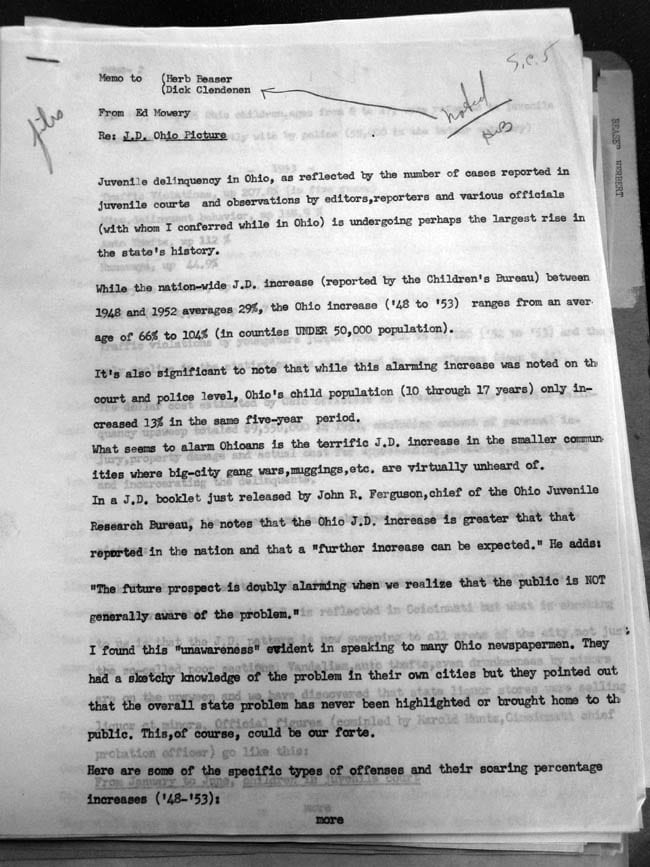 S.C.5
files
Memo to (Herb Beaser
(Dick Clendenen
noted
HWB
From Ed Mowery
Re: J.D. Ohio Picture
BEASER HERBERT
Juvenile delinquency in Ohio, as reflected by the number of cases reported in
juvenile courts and observations by editors,reporters and various officials
(with whom I conferred while in Ohio) is undergoing perhaps the largest rise in
the state's history.
While the nation-wide J.D. increase (reported by the Children's Bureau) between
1948 and 1952 averages 29%, the Ohio increase ('48 to '53) ranges from an aver-
age of 66% to 104% (in counties UNDER 50,000 population).
It's also significant to note that while this alarming increase was noted on th
court and police level, Ohio's child population (10 through 17 years) only in-
creased 13% in the same five-year period.
What seems to alarm Ohioans is the terrific J.D. increase in the smaller commun-
ities where big-city gang wars,muggings,etc. are virtually unheard of.
In a J.D. booklet just released by John R. Ferguson,chief of the Ohio Juvenile
Research Bureau, he notes that the Ohio J.D. increase is greater that that
reported in the nation and that a "further increase can be expected." He adds:
"The future prospect is doubly alarming when we realize that the public is NOT
generally aware of the problem."
I found this "unawareness" evident in speaking to many Ohio newspapermen. They
had a sketchy knowledge of the problem in their own cities but they pointed out
that the overall state problem has never been highlighted or brought home to th
public. This,of course, could be our forte.
Here are some of the specific types of offenses and their soaring percentage
increases ('48-'53):
more